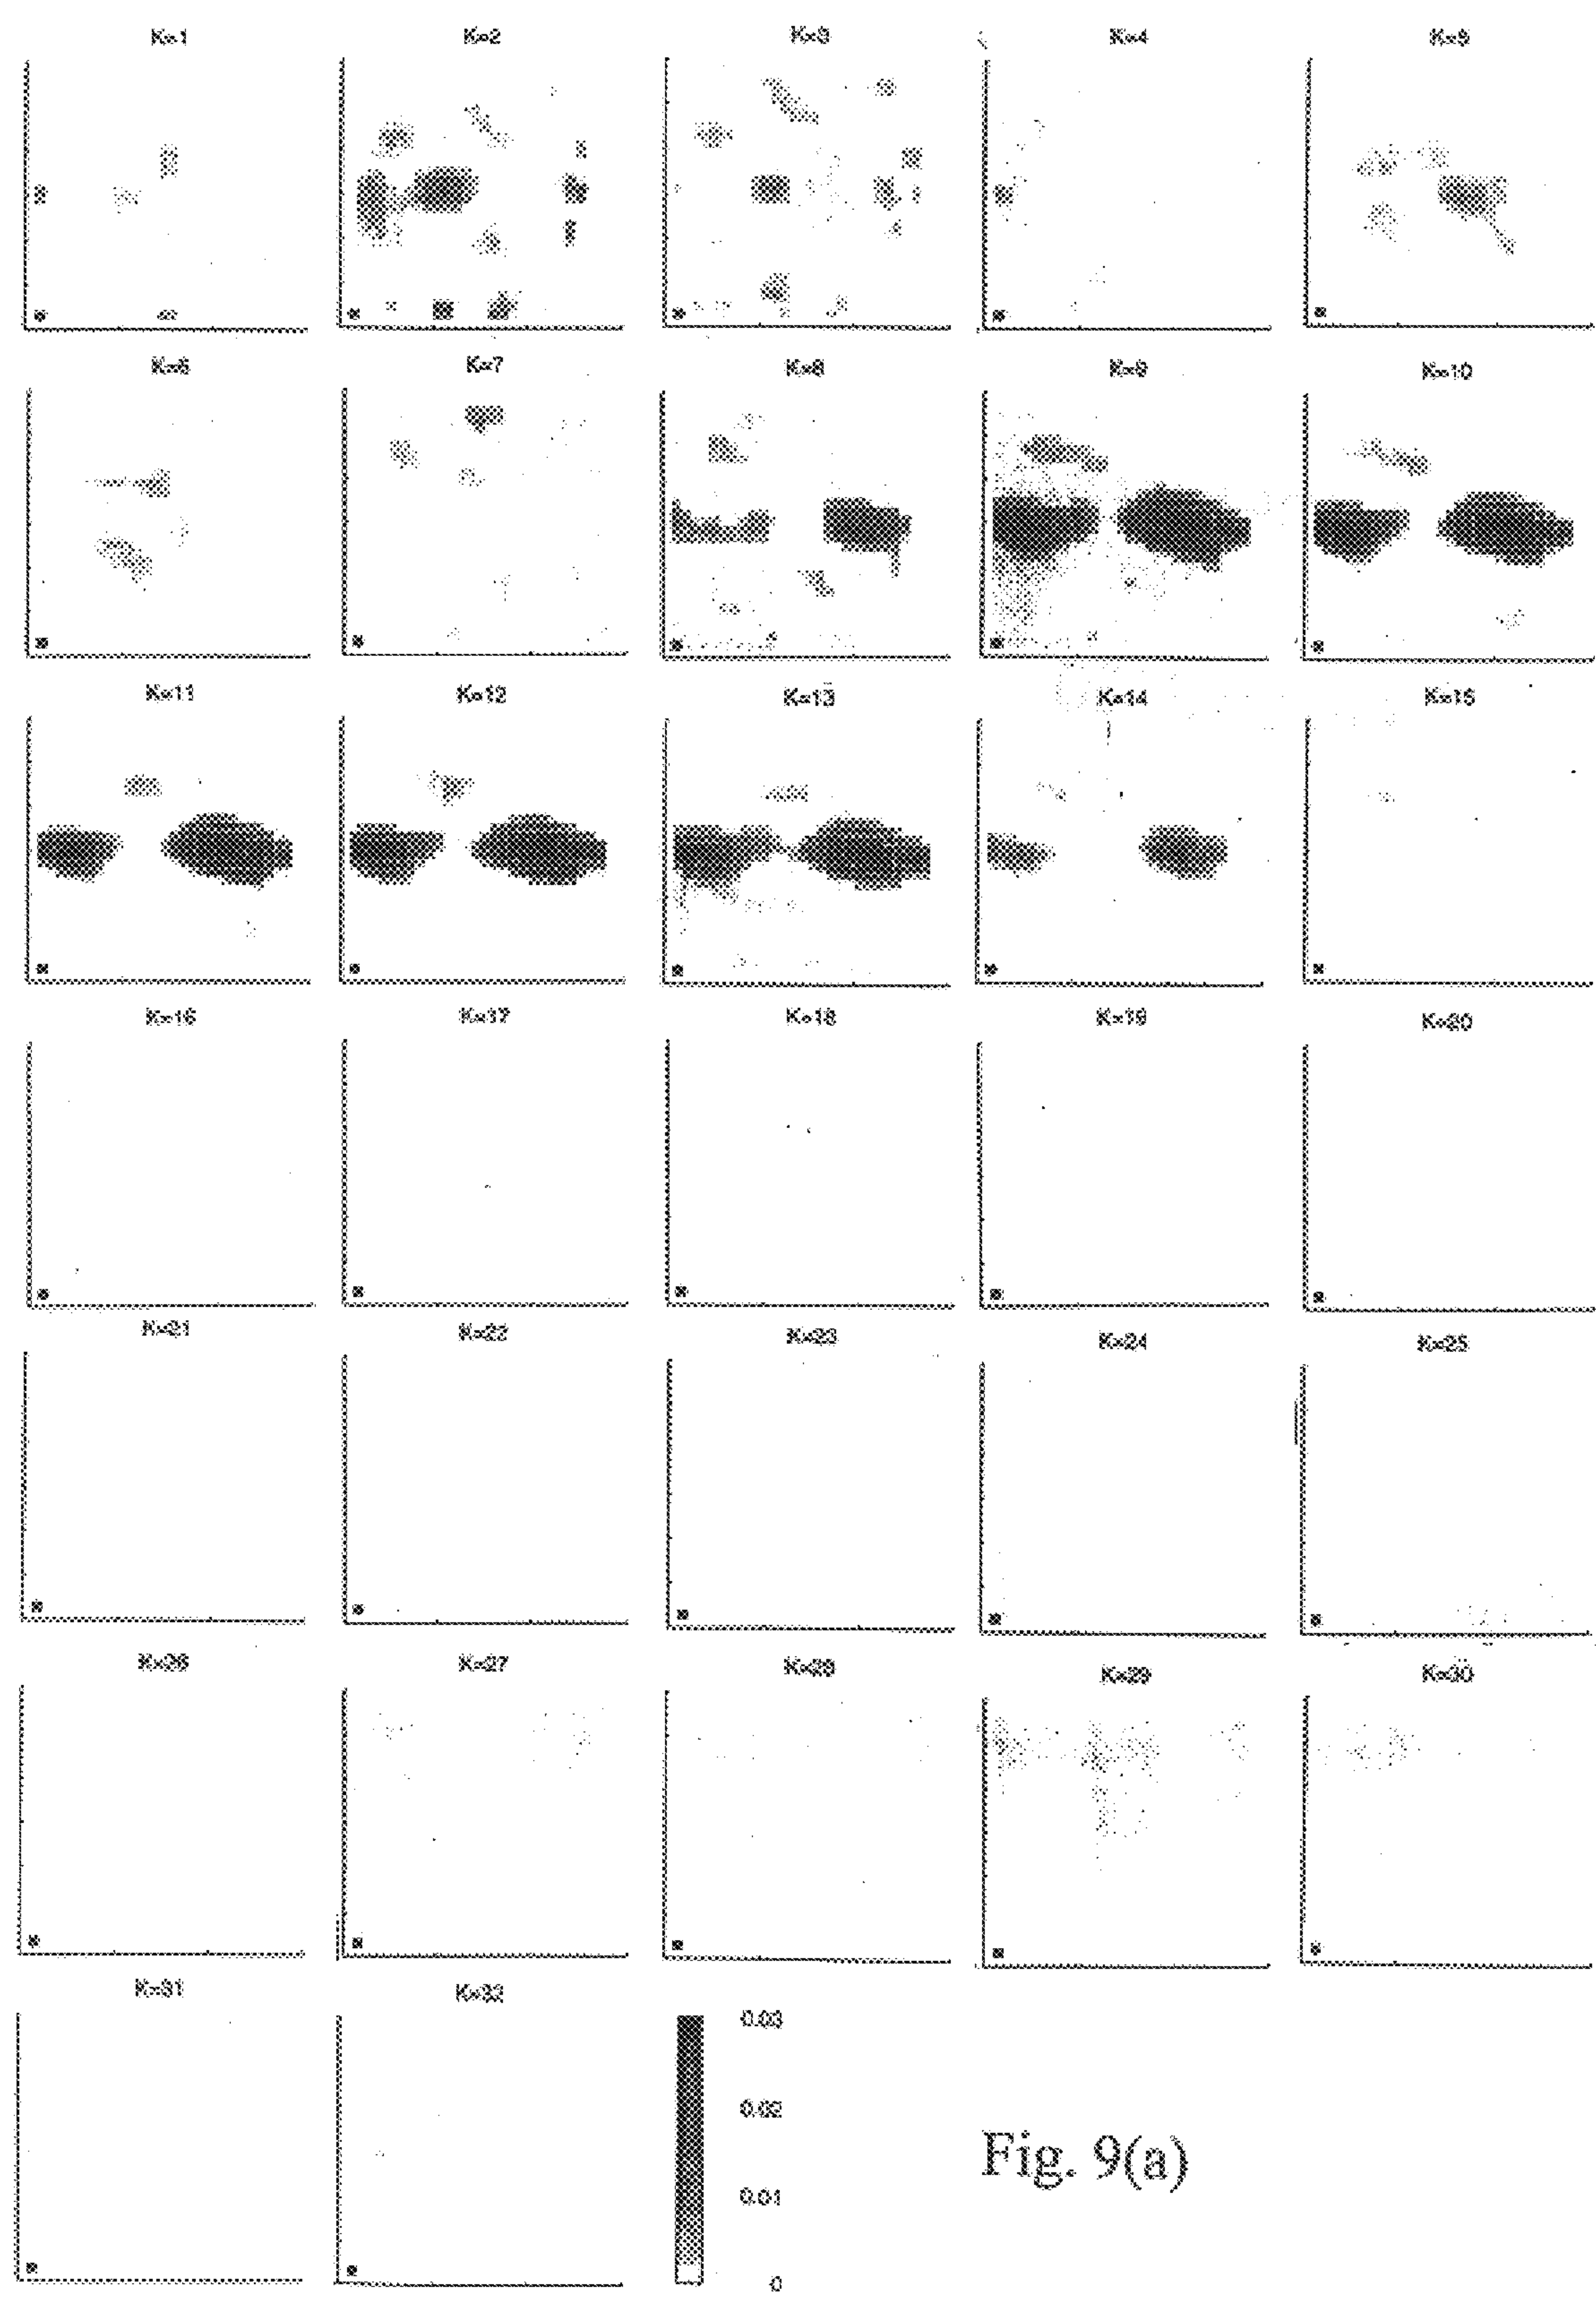 K=1 K=2 K=3 K=4 K=5
K=6 K=7 K=8 K=9 K=10
K=11 K=12 K=13 K=14 K=15
K=16 K=17 K=18 K=19 K=20
K=21 K=22 K=23 K=24 K=25
K=26 K=27 K=28 K=29 K=30
K=31 K=32
0.03
0.02
0.01
0
Fig. 9(a)